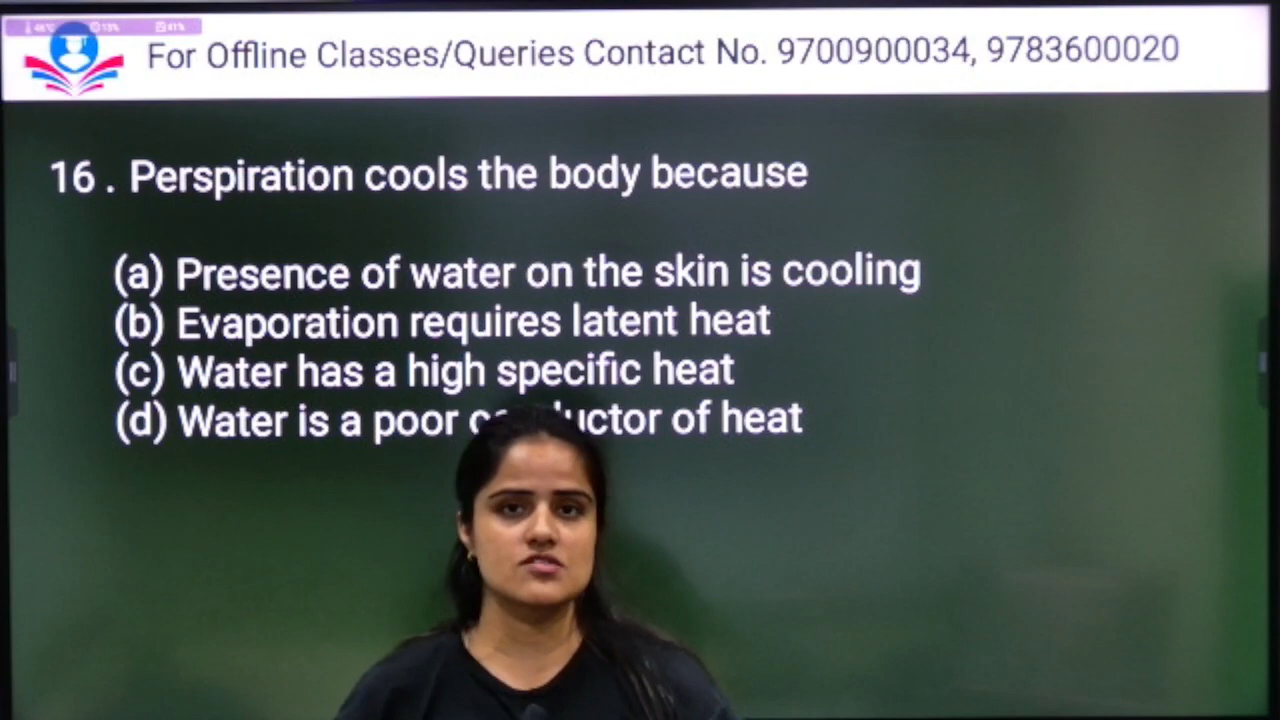 For Offline Classes/Queries Contact No. 9700900034, 9783600020
16 . Perspiration cools the body because
(a) Presence of water on the skin is cooling
(b) Evaporation requires latent heat
(c) Water has a high specific heat
(d) Water is a poor of heat